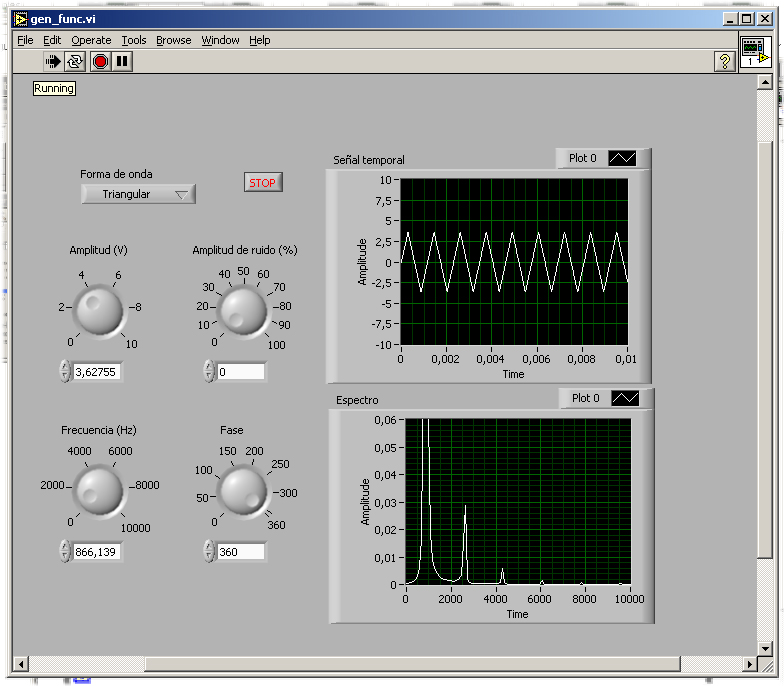 gen_func.vi
File Edit Operate Tools Browse Window Help
1
Running
Forma de onda
Triangular
STOP
Amplitud (V)
0 2 4 6 8 10
3,62755
Amplitud de ruido (%)
0 10 20 30 40 50 60 70 80 90 100
0
Frecuencia (Hz)
0 2000 4000 6000 8000 10000
866,139
Fase
0 50 100 150 200 250 300 360
360
Señal temporal
Plot 0
Amplitude
10
7,5
5
2,5
0
-2,5
-5
-7,5
-10
0 0,002 0,004 0,006 0,008 0,01
Time
Espectro
Plot 0
Amplitude
0,06
0,05
0,04
0,03
0,02
0,01
0
0 2000 4000 6000 8000 10000
Time